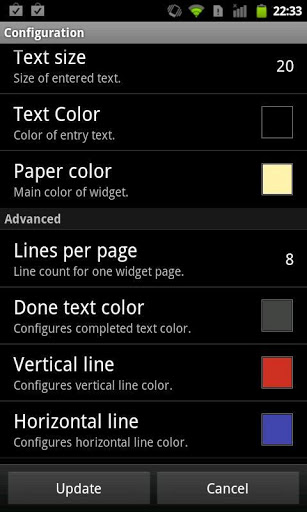 22:33
Configuration
Text size
Size of entered text.
20
Text Color
Color of entry text.
Paper color
Main color of widget.
Advanced
Lines per page
Line count for one widget page.
8
Done text color
Configures completed text color.
Vertical line
Configures vertical line color.
Horizontal line
Configures horizontal line color.
Update
Cancel